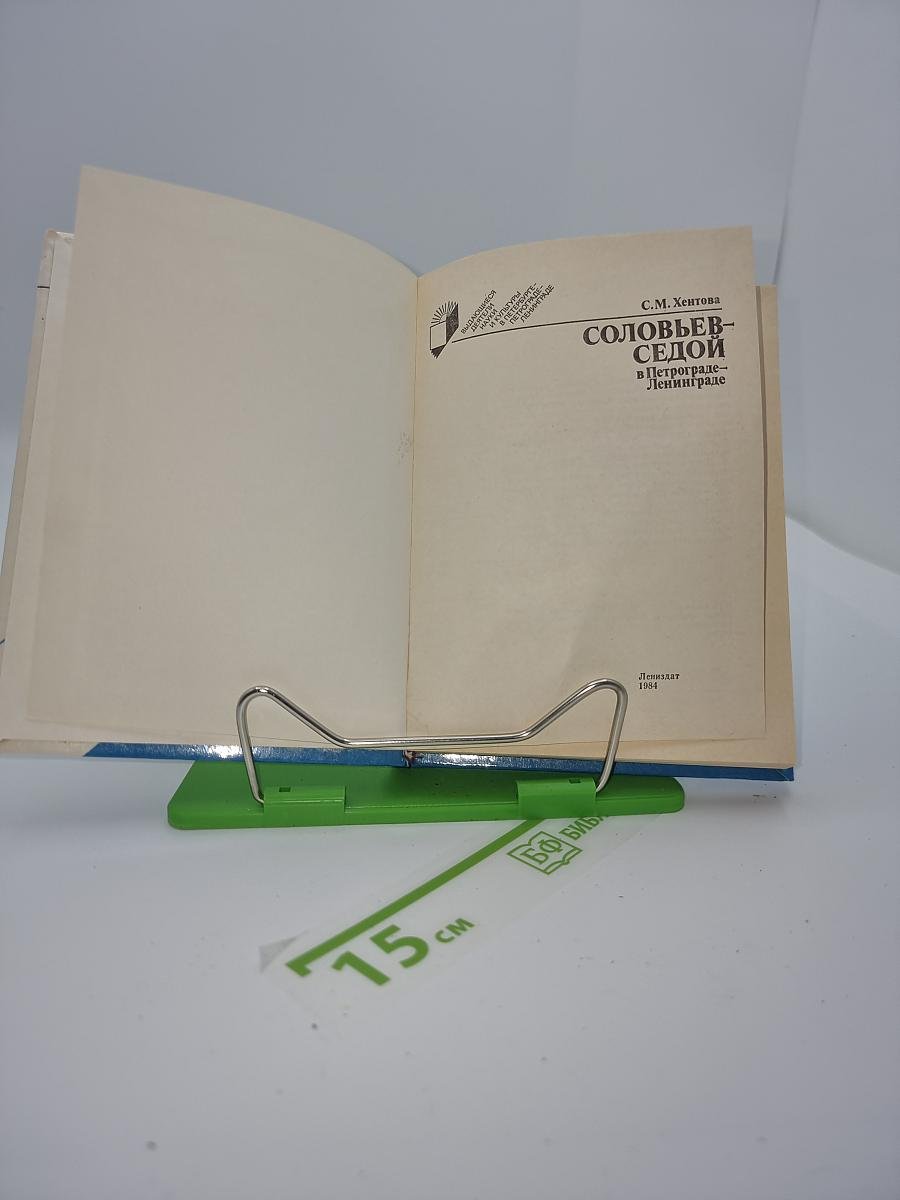 ВЫДАЮЩИЕСЯ
ДЕЯТЕЛИ
НАУКИ
И КУЛЬТУРЫ
В ПЕТЕРБУРГЕ–
ПЕТРОГРАДЕ–
ЛЕНИНГРАДЕ
С. М. Хентова
СОЛОВЬЕВ–
СЕДОЙ
в Петрограде–
Ленинграде
Лениздат
1984
БФ
15 см